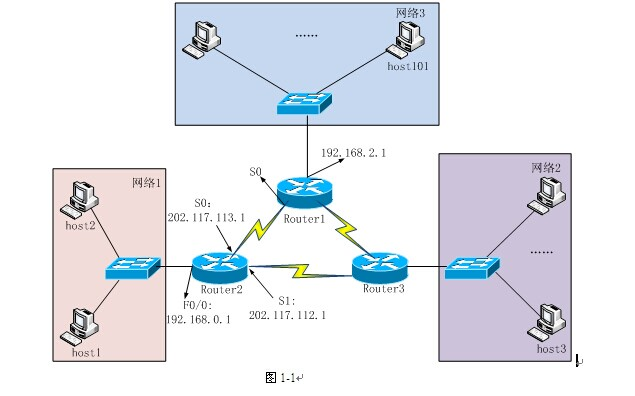 网络3
......
host101
192.168.2.1
S0
Router1
网络1
host2
S0:
202.117.113.1
网络2
......
Router2
Router3
F0/0:
192.168.0.1
S1:
202.117.112.1
host1
host3
图 1-1